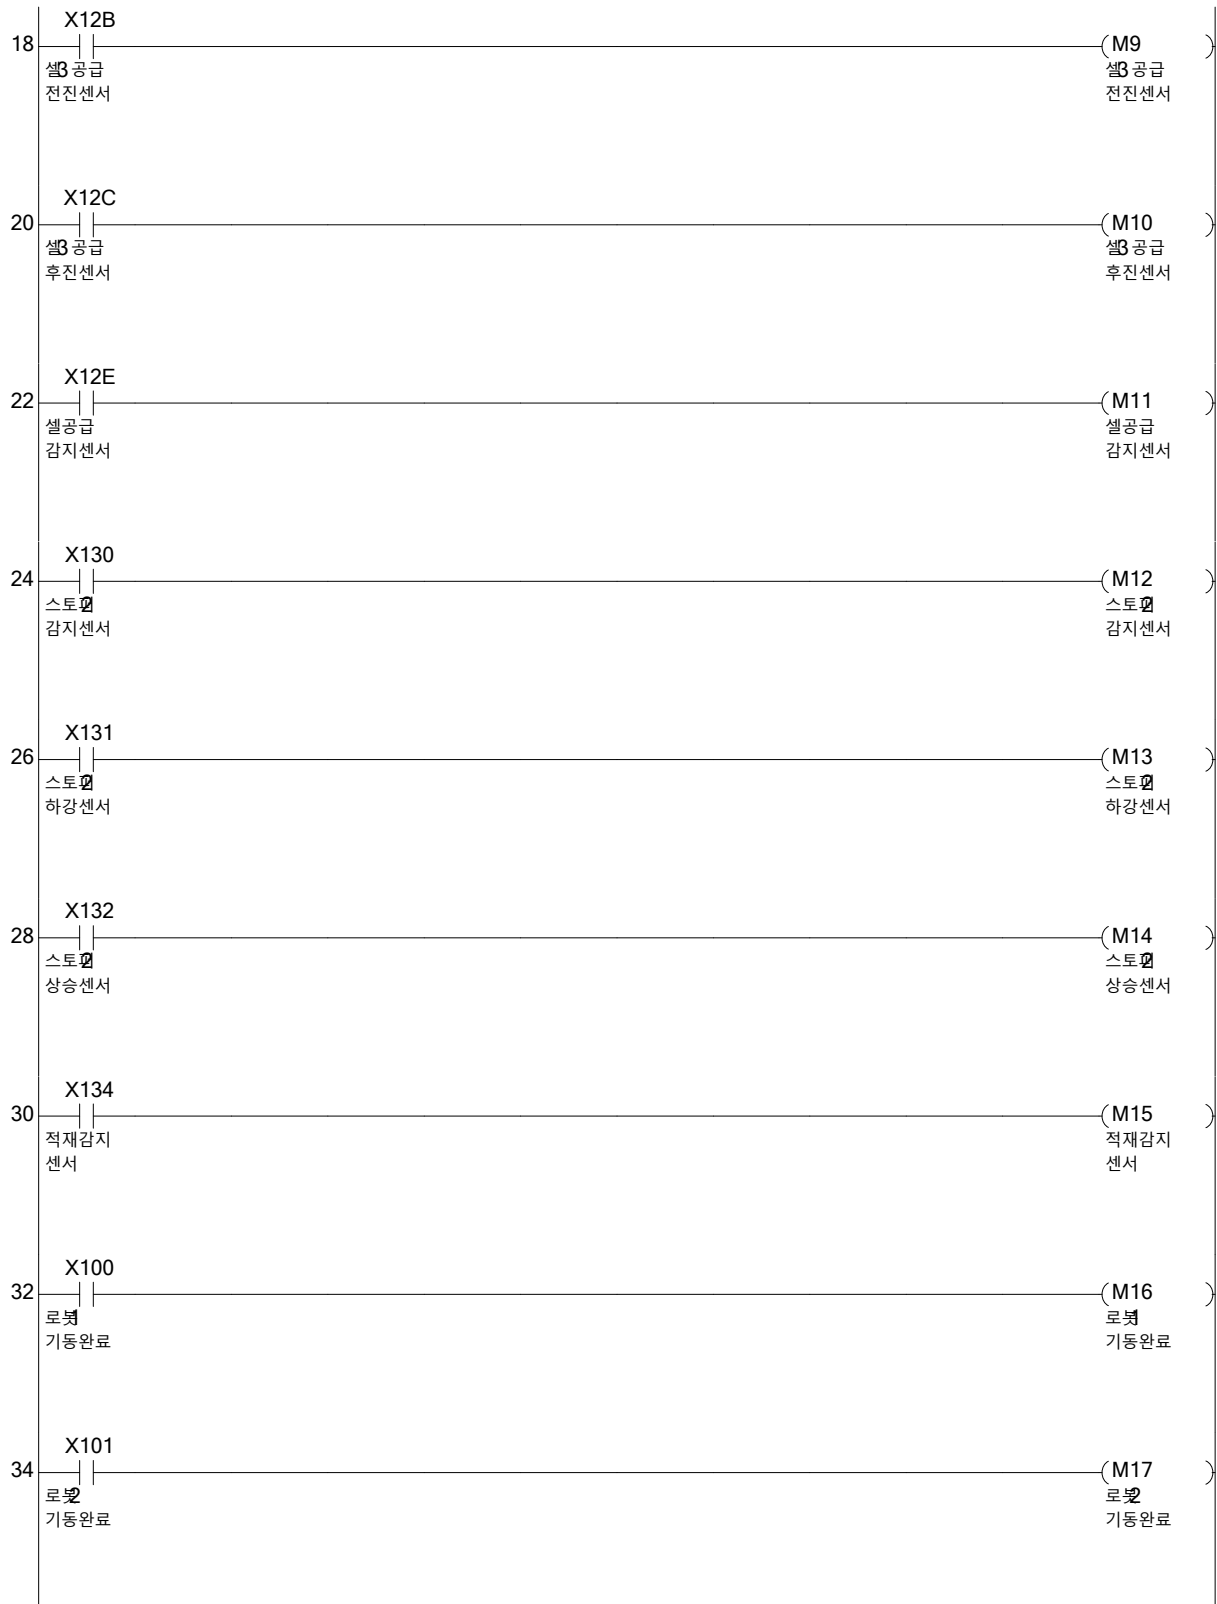 X12B
18 (M9 )
셀3 공급 셀3 공급
전진센서 전진센서
X12C
20 (M10 )
셀3 공급 셀3 공급
후진센서 후진센서
X12E
22 (M11 )
셀공급 셀공급
감지센서 감지센서
X130
24 (M12 )
스토퍼2 스토퍼2
감지센서 감지센서
X131
26 (M13 )
스토퍼2 스토퍼2
하강센서 하강센서
X132
28 (M14 )
스토퍼2 스토퍼2
상승센서 상승센서
X134
30 (M15 )
적재감지 적재감지
센서 센서
X100
32 (M16 )
로봇1 로봇1
기동완료 기동완료
X101
34 (M17 )
로봇2 로봇2
기동완료 기동완료